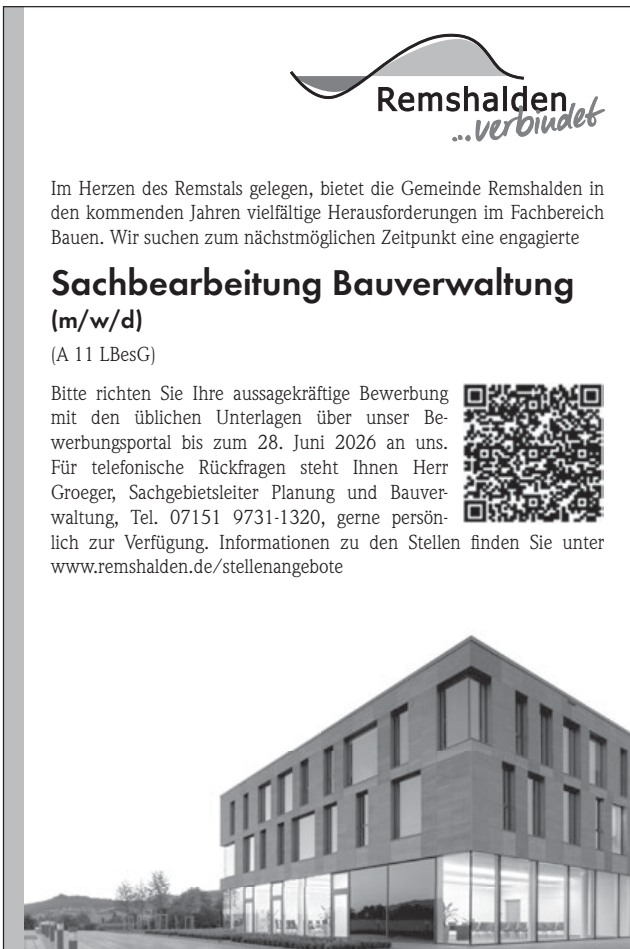 Remshalden
...verbindet
Im Herzen des Remstals gelegen, bietet die Gemeinde Remshalden in
den kommenden Jahren vielfältige Herausforderungen im Fachbereich
Bauen. Wir suchen zum nächstmöglichen Zeitpunkt eine engagierte
Sachbearbeitung Bauverwaltung
(m/w/d)
(A 11 LBesG)
Bitte richten Sie Ihre aussagekräftige Bewerbung
mit den üblichen Unterlagen über unser Be-
werbungsportal bis zum 28. Juni 2026 an uns.
Für telefonische Rückfragen steht Ihnen Herr
Groeger, Sachgebietsleiter Planung und Bauver-
waltung, Tel. 07151 9731-1320, gerne persön-
lich zur Verfügung. Informationen zu den Stellen finden Sie unter
www.remshalden.de/stellenangebote